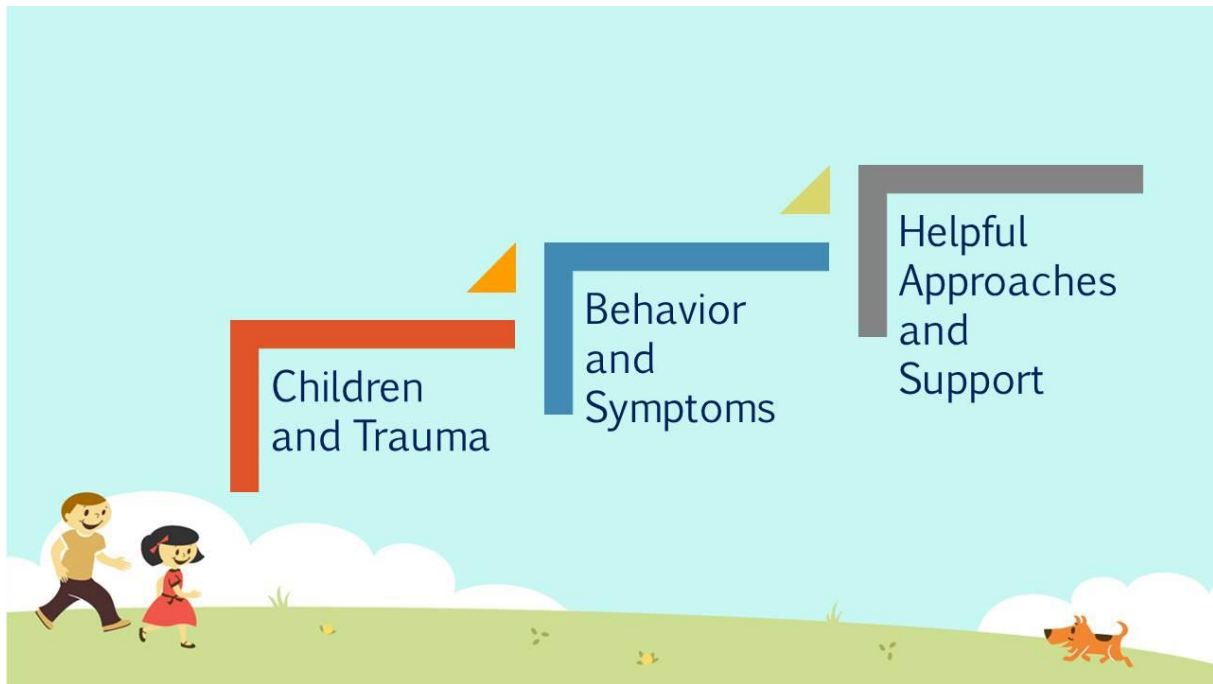 Children
and Trauma
Behavior
and
Symptoms
Helpful
Approaches
and
Support